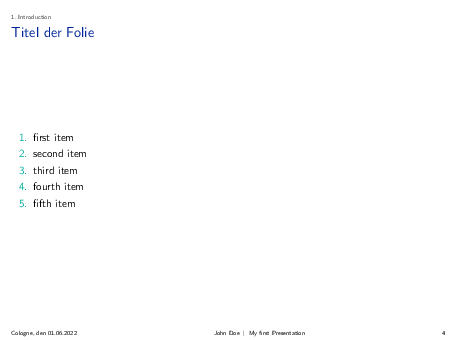 1. Introduction
Titel der Folie
1. first item
2. second item
3. third item
4. fourth item
5. fifth item
Cologne, den 01.06.2022 John Doe | My first Presentation 4